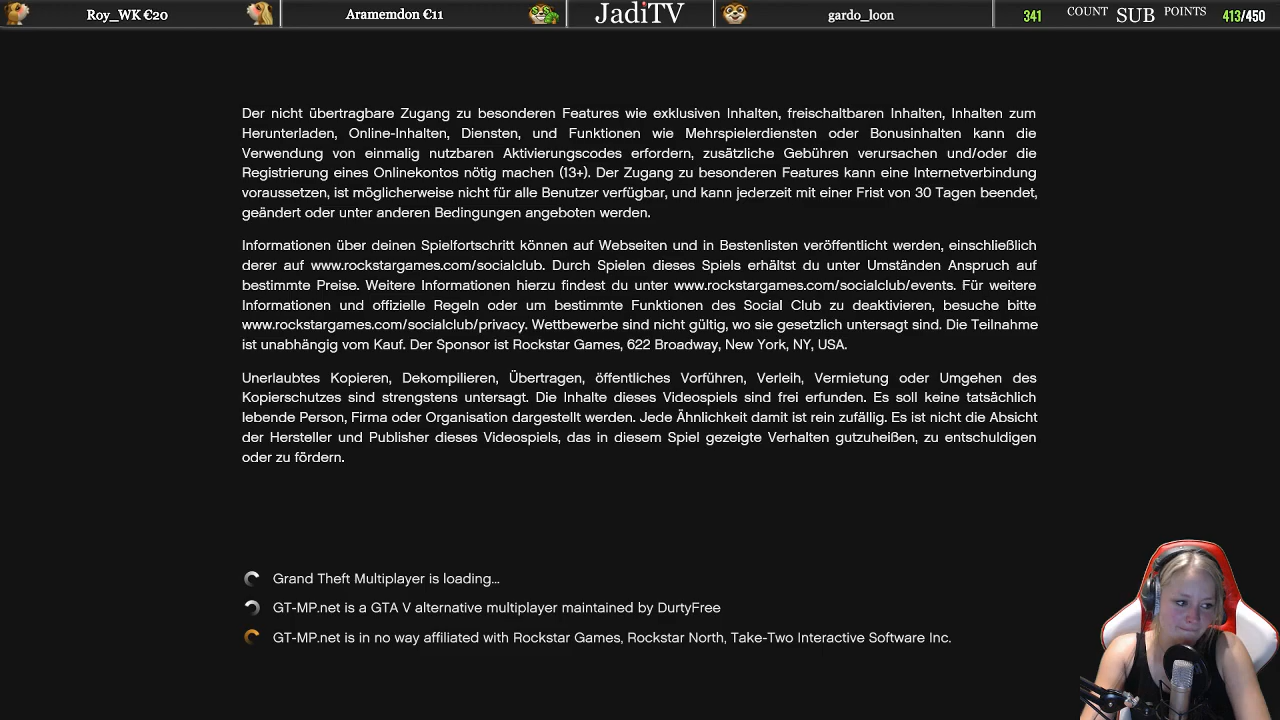 Roy_WK €20 Aramemdon €11 JadiTV gardo_loon 341 COUNT SUB POINTS 413/450
Der nicht übertragbare Zugang zu besonderen Features wie exklusiven Inhalten, freischaltbaren Inhalten, Inhalten zum
Herunterladen, Online-Inhalten, Diensten, und Funktionen wie Mehrspielerdiensten oder Bonusinhalten kann die
Verwendung von einmalig nutzbaren Aktivierungscodes erfordern, zusätzliche Gebühren verursachen und/oder die
Registrierung eines Onlinekontos nötig machen (13+). Der Zugang zu besonderen Features kann eine Internetverbindung
voraussetzen, ist möglicherweise nicht für alle Benutzer verfügbar, und kann jederzeit mit einer Frist von 30 Tagen beendet,
geändert oder unter anderen Bedingungen angeboten werden.
Informationen über deinen Spielfortschritt können auf Webseiten und in Bestenlisten veröffentlicht werden, einschließlich
derer auf www.rockstargames.com/socialclub. Durch Spielen dieses Spiels erhältst du unter Umständen Anspruch auf
bestimmte Preise. Weitere Informationen hierzu findest du unter www.rockstargames.com/socialclub/events. Für weitere
Informationen und offizielle Regeln oder um bestimmte Funktionen des Social Club zu deaktivieren, besuche bitte
www.rockstargames.com/socialclub/privacy. Wettbewerbe sind nicht gültig, wo sie gesetzlich untersagt sind. Die Teilnahme
ist unabhängig vom Kauf. Der Sponsor ist Rockstar Games, 622 Broadway, New York, NY, USA.
Unerlaubtes Kopieren, Dekompilieren, Übertragen, öffentliches Vorführen, Verleih, Vermietung oder Umgehen des
Kopierschutzes sind strengstens untersagt. Die Inhalte dieses Videospiels sind frei erfunden. Es soll keine tatsächlich
lebende Person, Firma oder Organisation dargestellt werden. Jede Ähnlichkeit damit ist rein zufällig. Es ist nicht die Absicht
der Hersteller und Publisher dieses Videospiels, das in diesem Spiel gezeigte Verhalten gutzuheißen, zu entschuldigen
oder zu fördern.
Grand Theft Multiplayer is loading...
GT-MP.net is a GTA V alternative multiplayer maintained by DurtyFree
GT-MP.net is in no way affiliated with Rockstar Games, Rockstar North, Take-Two Interactive Software Inc.